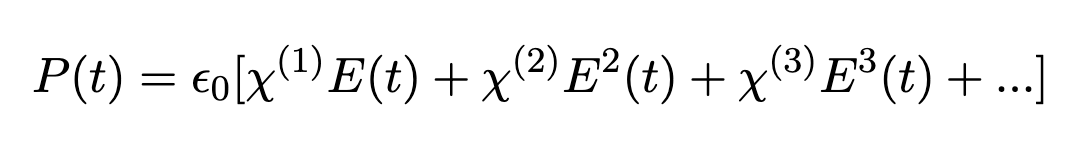 P(t) = ϵ₀[χ⁽¹⁾E(t) + χ⁽²⁾E²(t) + χ⁽³⁾E³(t) + ...]